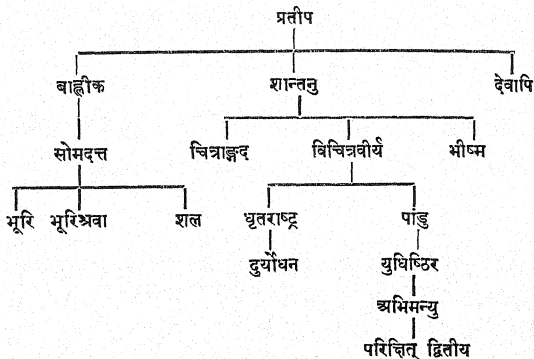 प्रतीप
बाह्लीक शान्तनु देवापि
सोमदत्त चित्राङ्गद विचित्रवीर्य भीष्म
भूरि भूरिश्रवा शल धृतराष्ट्र पांडु
दुर्योधन युधिष्ठिर
अभिमन्यु
परिक्षित् द्वितीय